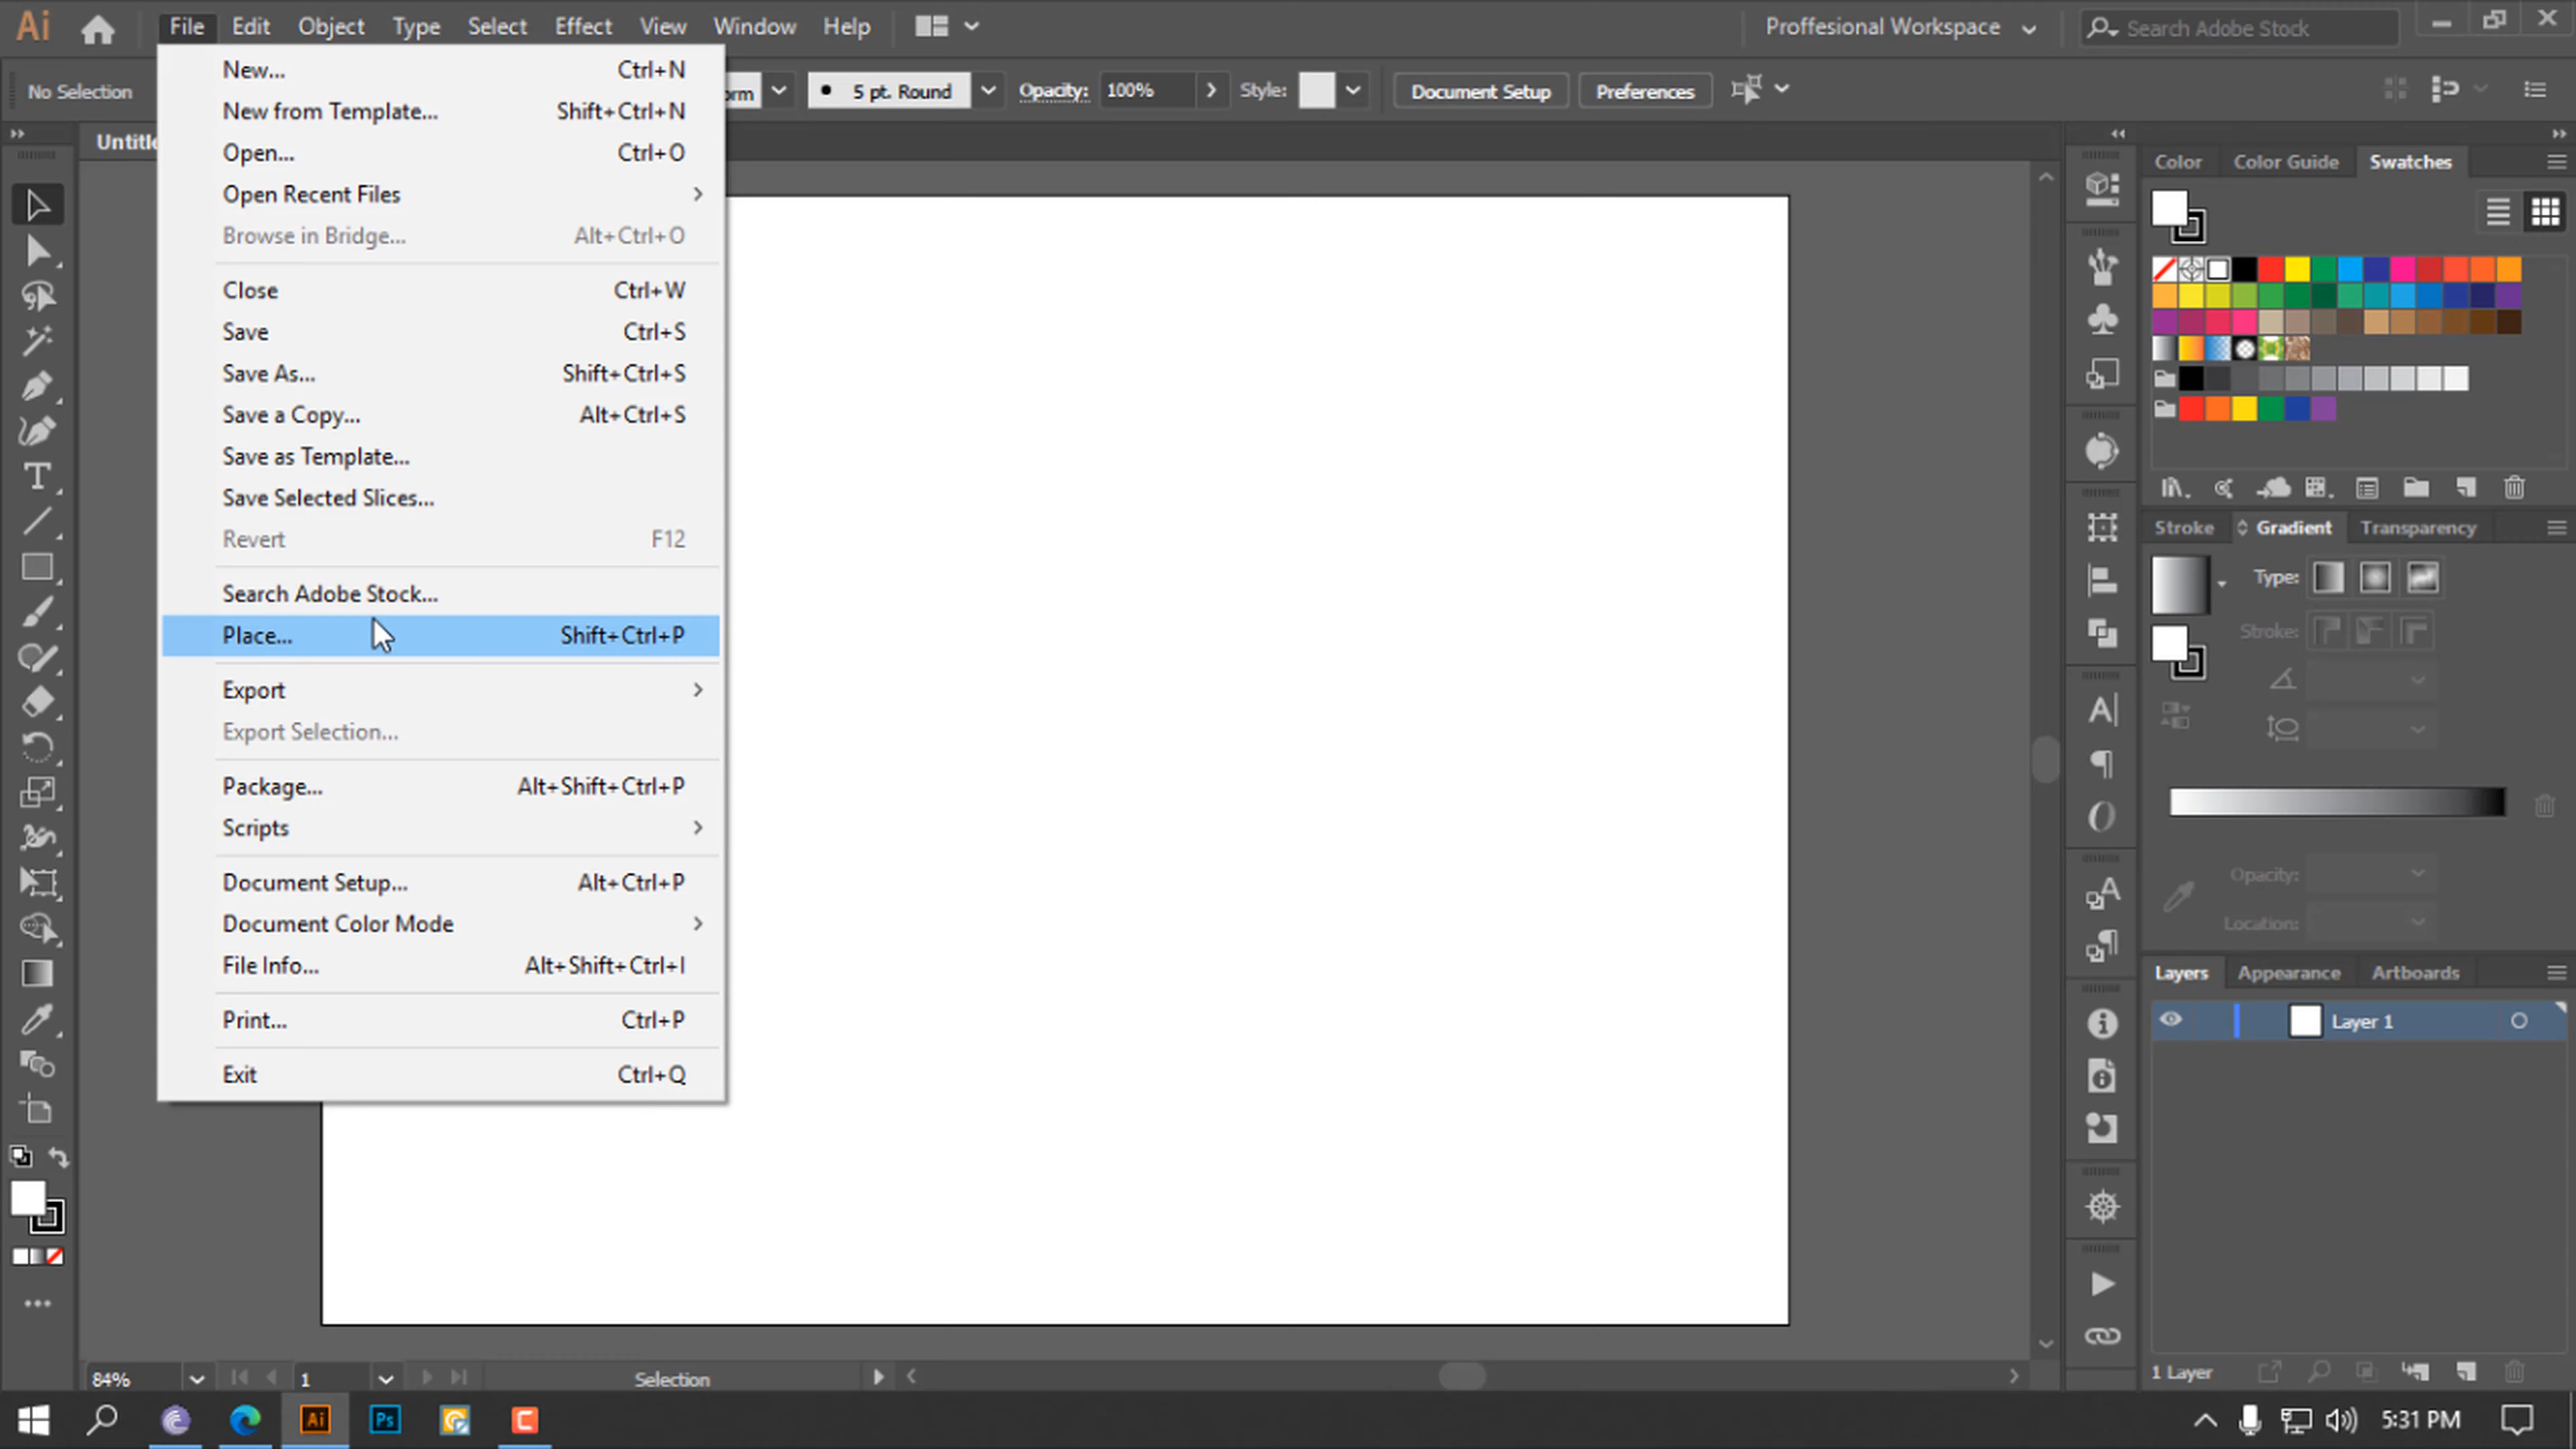 Ai File Edit Object Type Select Effect View Window Help Proffesional Workspace Search Adobe Stock
No Selection 5 pt. Round Opacity: 100% Style: Document Setup Preferences
New... Ctrl+N
New from Template... Shift+Ctrl+N
Open... Ctrl+O
Open Recent Files
Browse in Bridge... Alt+Ctrl+O
Close Ctrl+W
Save Ctrl+S
Save As... Shift+Ctrl+S
Save a Copy... Alt+Ctrl+S
Save as Template...
Save Selected Slices...
Revert F12
Search Adobe Stock...
Place... Shift+Ctrl+P
Export
Export Selection...
Package... Alt+Shift+Ctrl+P
Scripts
Document Setup... Alt+Ctrl+P
Document Color Mode
File Info... Alt+Shift+Ctrl+I
Print... Ctrl+P
Exit Ctrl+Q
Color Color Guide Swatches
Stroke Gradient Transparency
Type:
Stroke:
Opacity:
Location:
Layers Appearance Artboards
Layer 1
1 Layer
84% 1 Selection
Ai Ps 5:31 PM